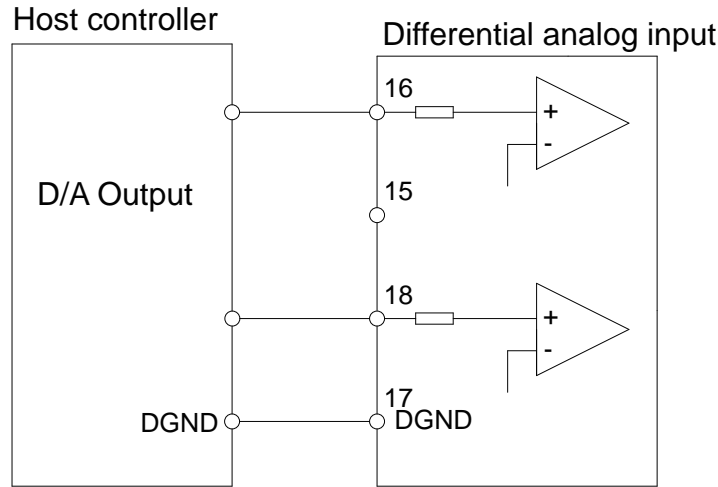 Host controller
Differential analog input
16
+
-
D/A Output
15
18
+
-
17
DGND
DGND